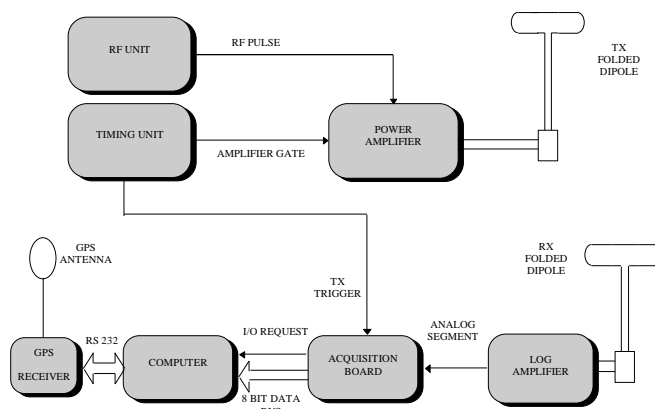 RF UNIT
RF PULSE
TX
FOLDED
DIPOLE
TIMING UNIT
AMPLIFIER GATE
POWER
AMPLIFIER
GPS
ANTENNA
TX
TRIGGER
RX
FOLDED
DIPOLE
RS 232
I/O REQUEST
ANALOG
SEGMENT
GPS
RECEIVER
COMPUTER
ACQUISITION
BOARD
LOG
AMPLIFIER
8 BIT DATA